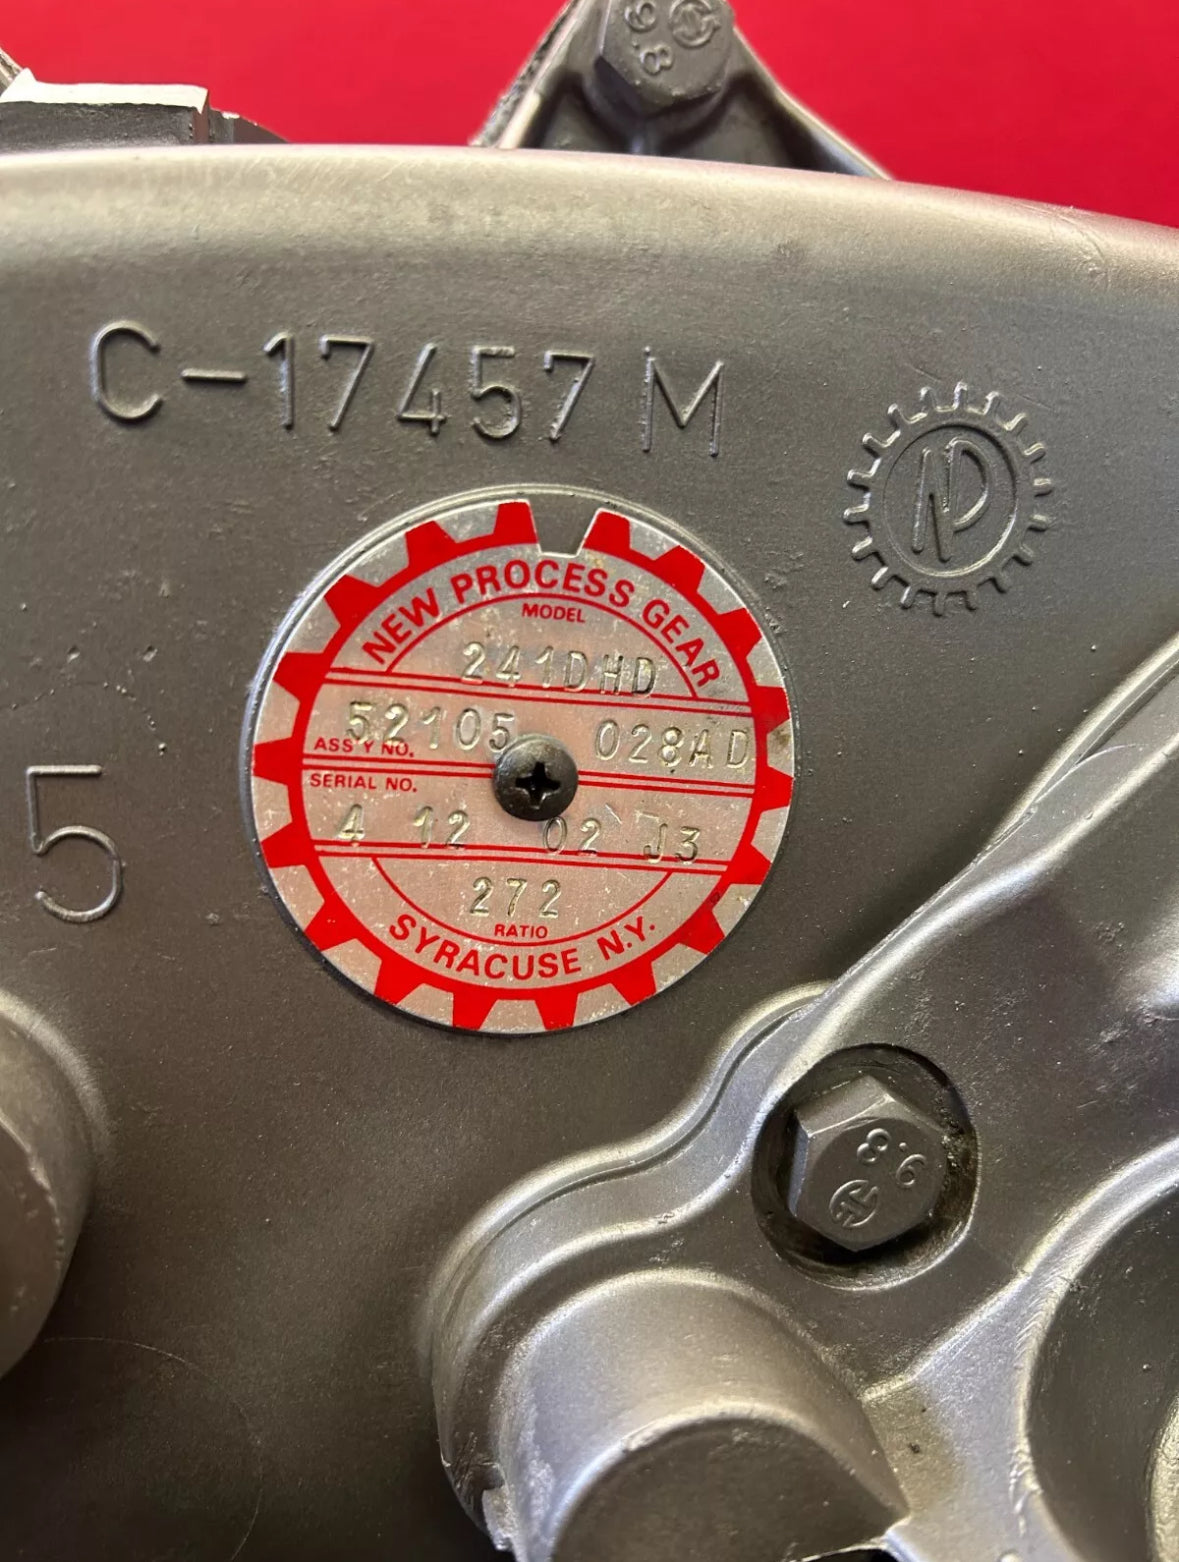 9.8
C-17457 M
NP
NEW PROCESS GEAR
MODEL
241DHD
52105 028AD
ASS'Y NO.
SERIAL NO.
4 12 02 J3
272
RATIO
SYRACUSE N.Y.
5
9.8